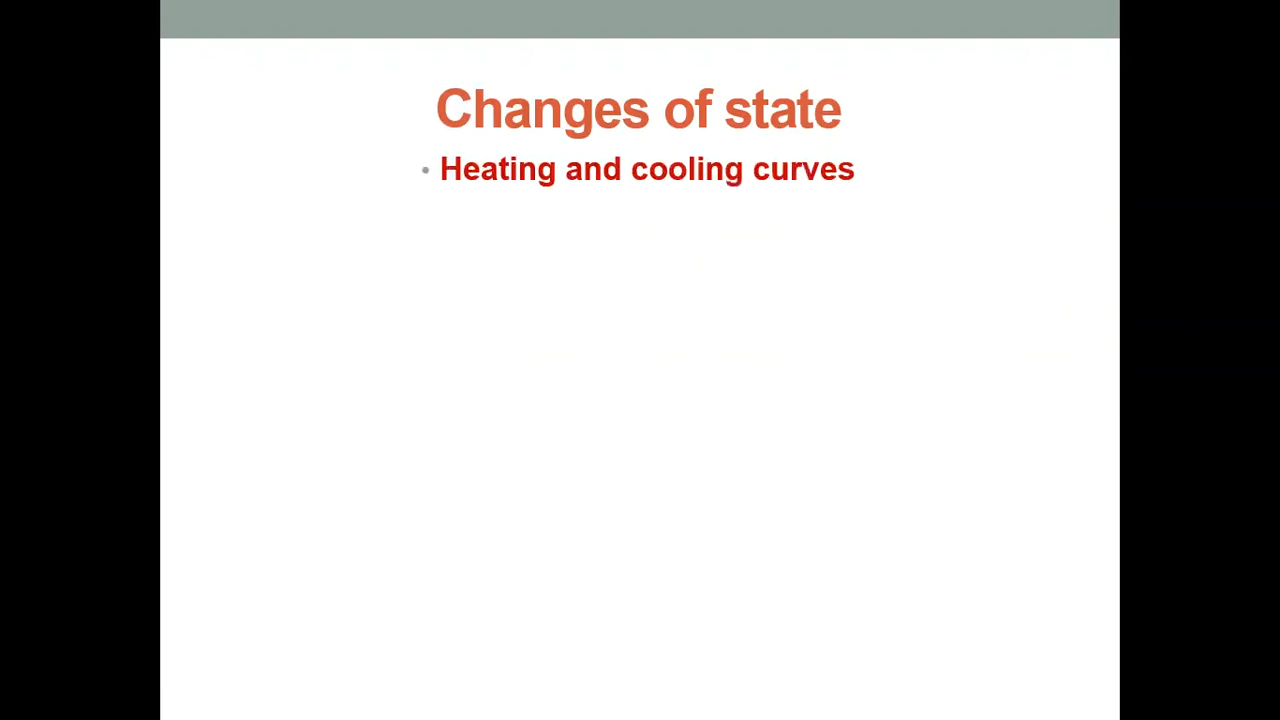 Changes of state
• Heating and cooling curves